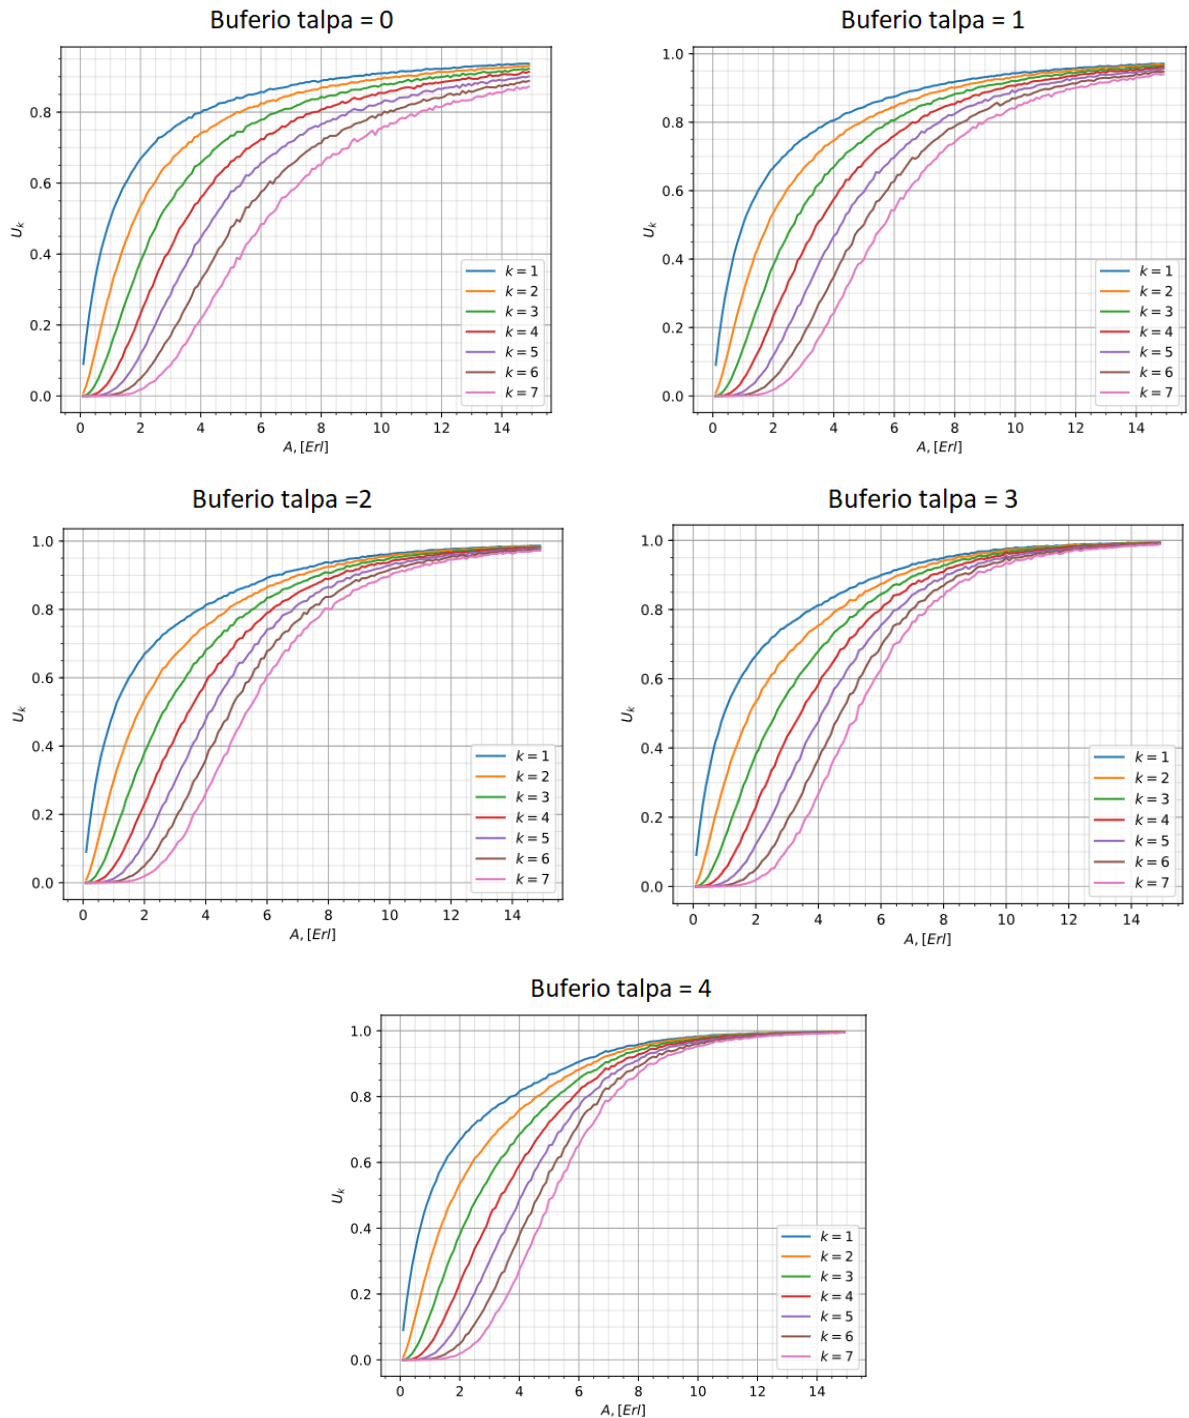 Buferio talpa = 0
0.8
0.6
0.4
0.2
0.0
U_k
k = 1
k = 2
k = 3
k = 4
k = 5
k = 6
k = 7
0 2 4 6 8 10 12 14
A, [Erl]
Buferio talpa = 1
1.0
0.8
0.6
0.4
0.2
0.0
U_k
k = 1
k = 2
k = 3
k = 4
k = 5
k = 6
k = 7
0 2 4 6 8 10 12 14
A, [Erl]
Buferio talpa =2
1.0
0.8
0.6
0.4
0.2
0.0
U_k
k = 1
k = 2
k = 3
k = 4
k = 5
k = 6
k = 7
0 2 4 6 8 10 12 14
A, [Erl]
Buferio talpa = 3
1.0
0.8
0.6
0.4
0.2
0.0
U_k
k = 1
k = 2
k = 3
k = 4
k = 5
k = 6
k = 7
0 2 4 6 8 10 12 14
A, [Erl]
Buferio talpa = 4
1.0
0.8
0.6
0.4
0.2
0.0
U_k
k = 1
k = 2
k = 3
k = 4
k = 5
k = 6
k = 7
0 2 4 6 8 10 12 14
A, [Erl]